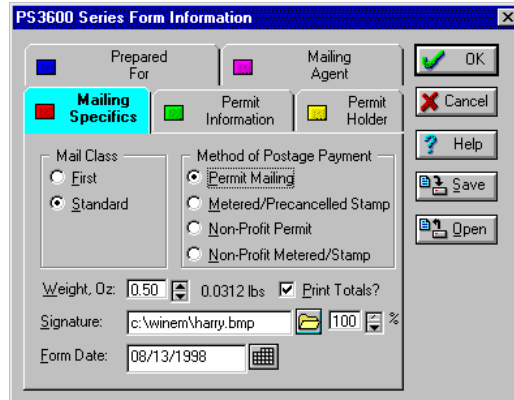 PS3600 Series Form Information
Prepared For
Mailing Agent
Mailing Specifics
Permit Information
Permit Holder
OK
Cancel
Help
Save
Open
Mail Class
First
Standard
Method of Postage Payment
Permit Mailing
Metered/Precancelled Stamp
Non-Profit Permit
Non-Profit Metered/Stamp
Weight, Oz: 0.50 0.0312 lbs Print Totals?
Signature: c:\winem\harry.bmp 100 %
Form Date: 08/13/1998